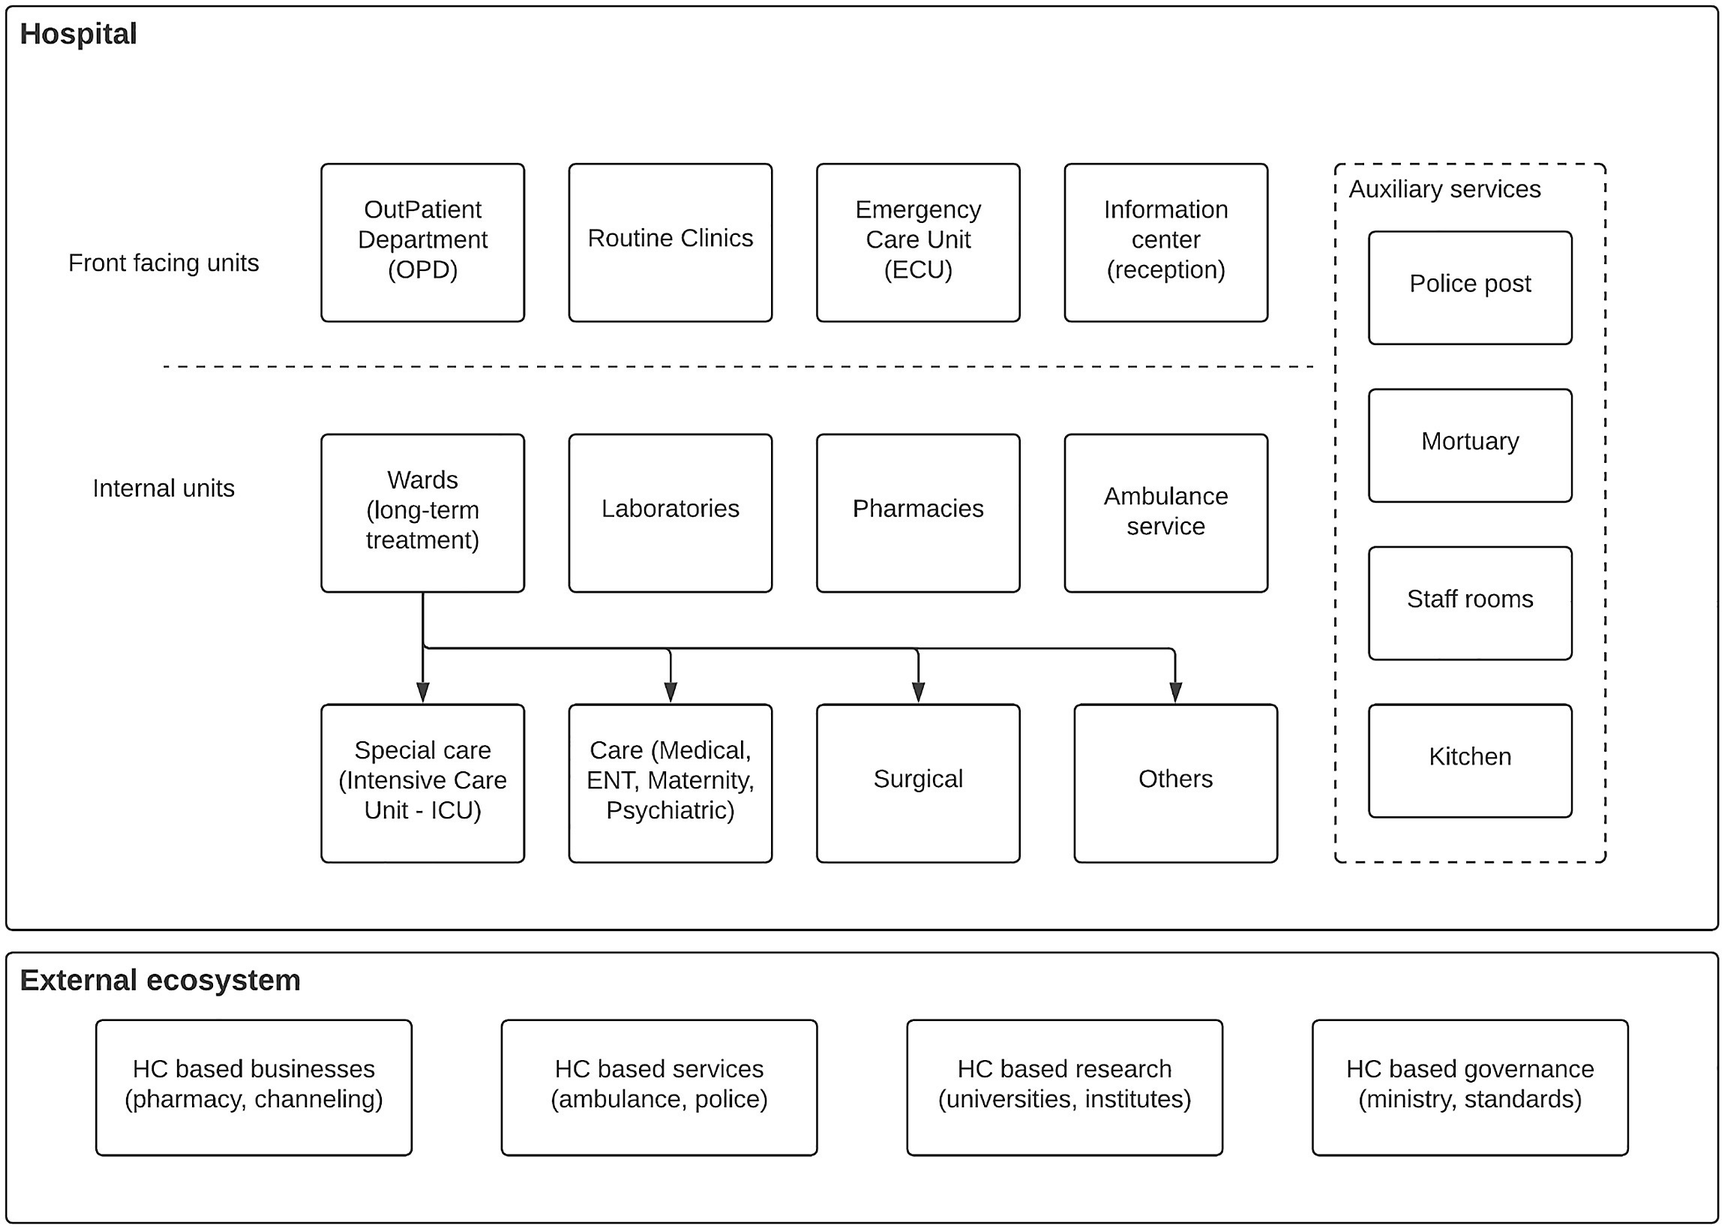 Hospital
OutPatient
Department
(OPD)
Routine Clinics
Emergency
Care Unit
(ECU)
Information
center
(reception)
Front facing units
Auxiliary services
Police post
Mortuary
Staff rooms
Kitchen
Internal units
Wards
(long-term
treatment)
Laboratories
Pharmacies
Ambulance
service
Special care
(Intensive Care
Unit - ICU)
Care (Medical,
ENT, Maternity,
Psychiatric)
Surgical
Others
External ecosystem
HC based businesses
(pharmacy, channeling)
HC based services
(ambulance, police)
HC based research
(universities, institutes)
HC based governance
(ministry, standards)